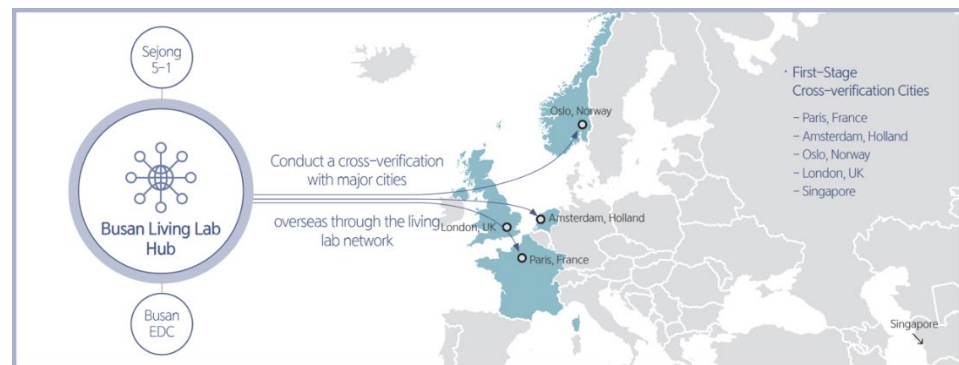 Sejong
5-1
Busan Living Lab
Hub
Busan
EDC
Conduct a cross-verification
with major cities
overseas through the living
lab network
Oslo, Norway
Amsterdam, Holland
London, UK
Paris, France
· First-Stage
Cross-verification Cities
- Paris, France
- Amsterdam, Holland
- Oslo, Norway
- London, UK
- Singapore
Singapore